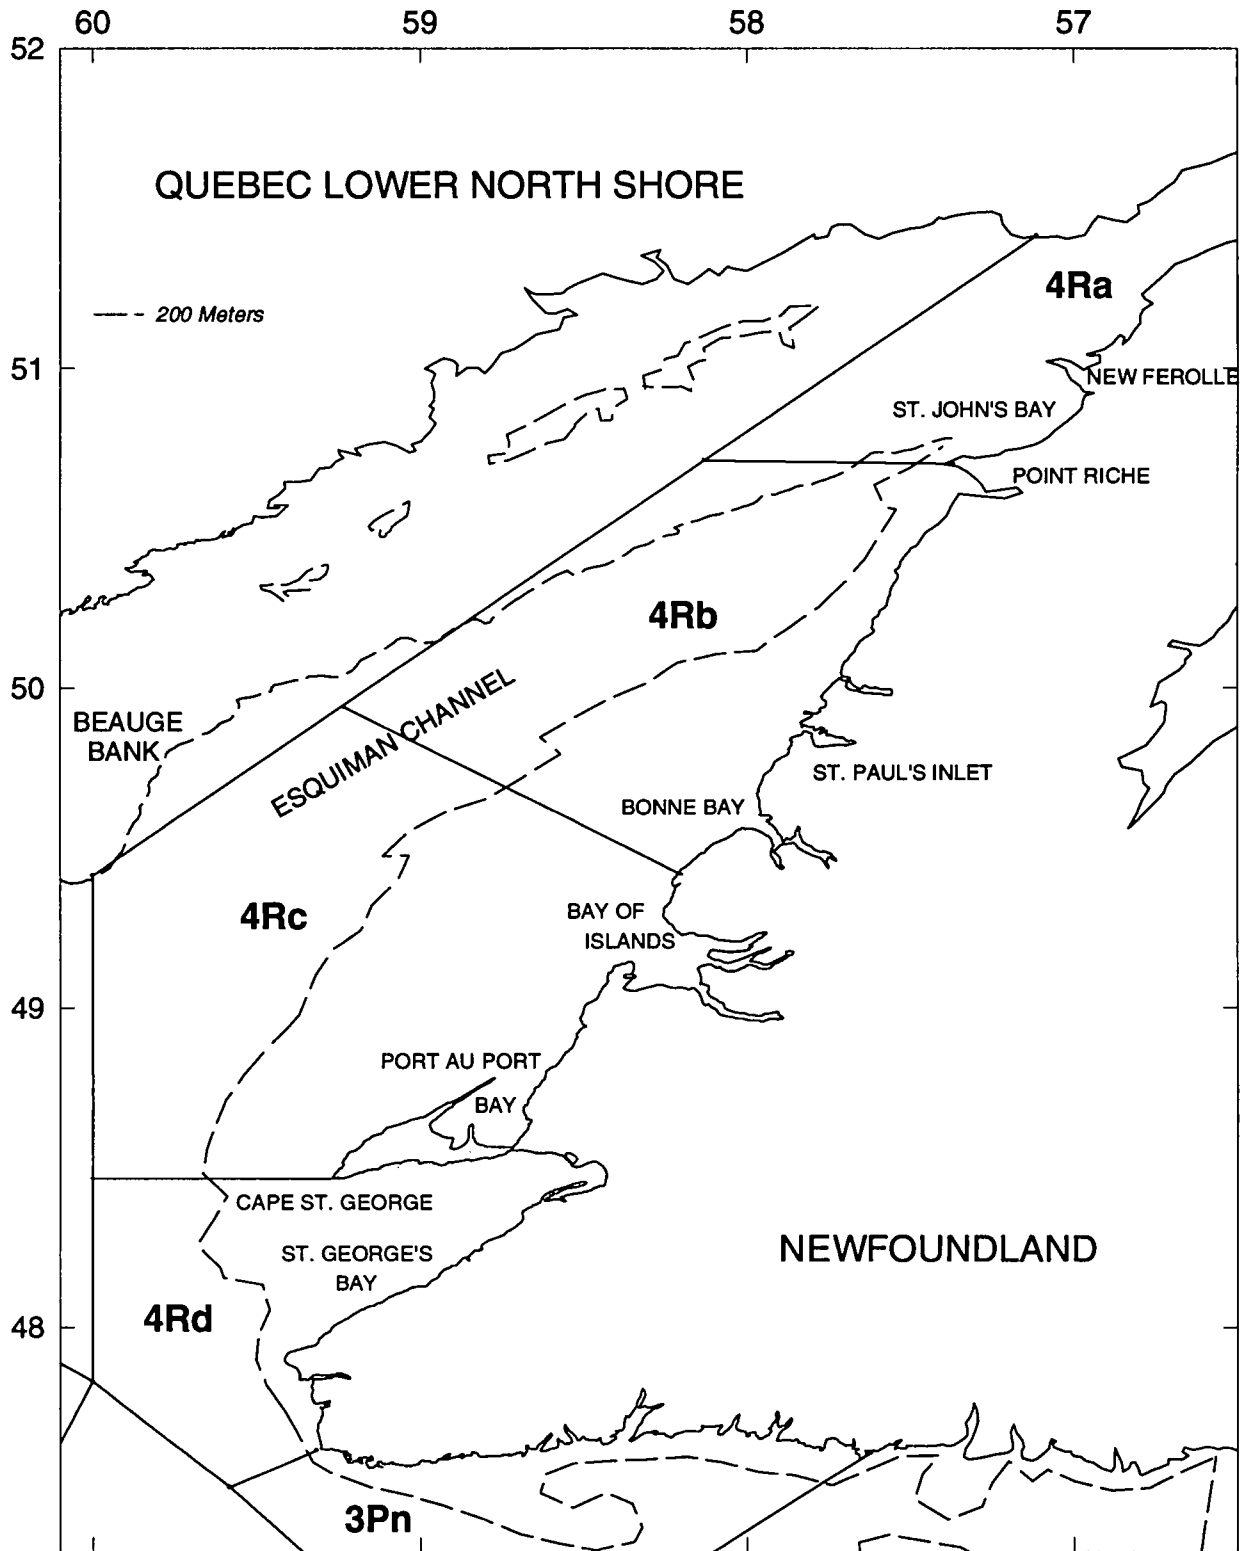 60 59 58 57
52
QUEBEC LOWER NORTH SHORE
4Ra
200 Meters
51
NEW FEROLLE
ST. JOHN'S BAY
POINT RICHE
4Rb
50
BEAUGE
BANK
ESQUIMAN CHANNEL
ST. PAUL'S INLET
BONNE BAY
4Rc
BAY OF
ISLANDS
49
PORT AU PORT
BAY
CAPE ST. GEORGE
ST. GEORGE'S
BAY
NEWFOUNDLAND
4Rd
48
3Pn